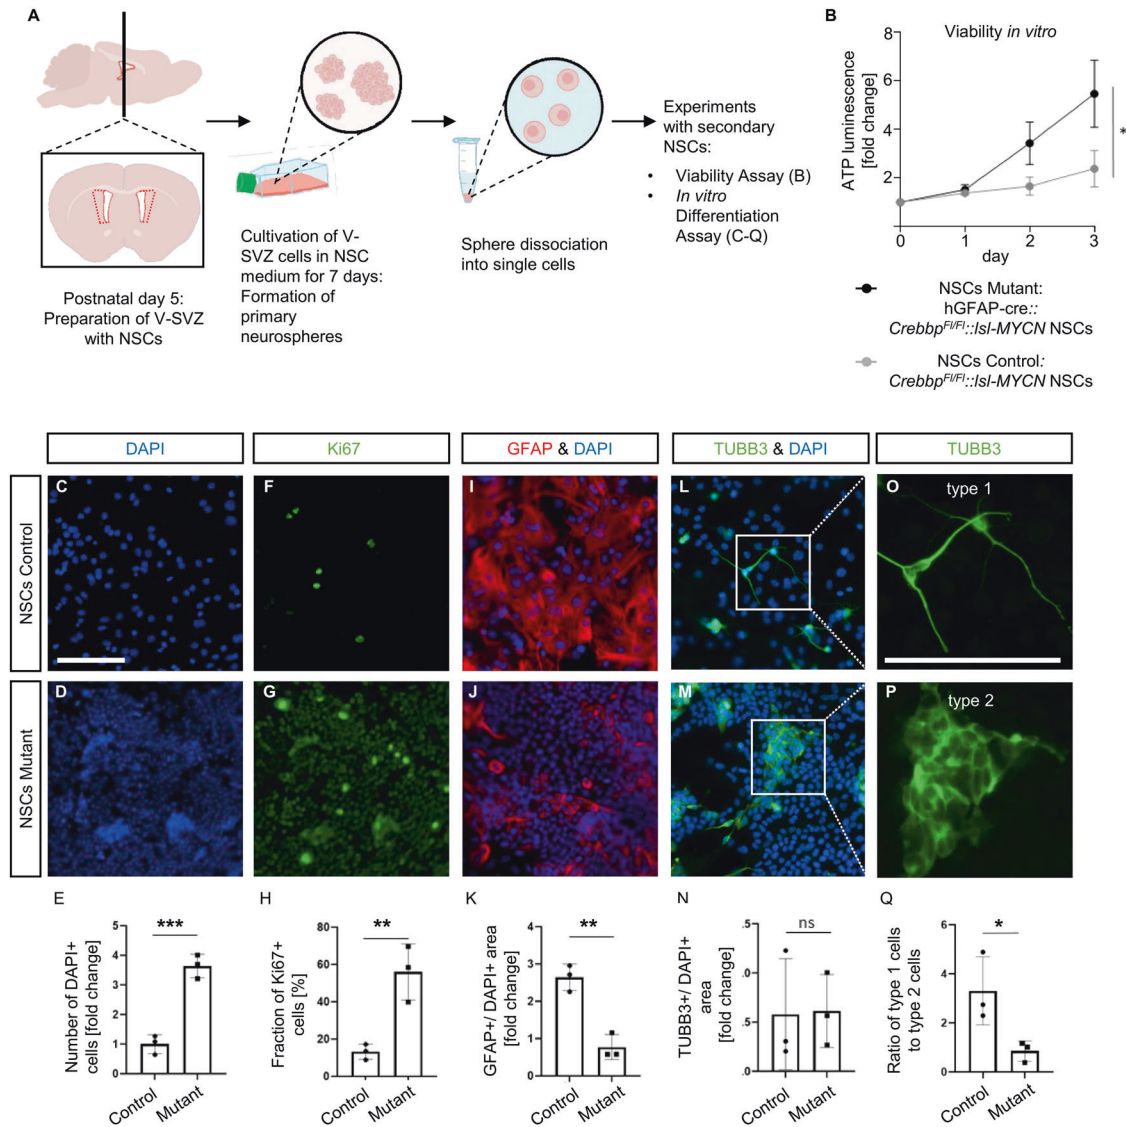 A
Postnatal day 5:
Preparation of V-SVZ
with NSCs
Cultivation of V-
SVZ cells in NSC
medium for 7 days:
Formation of
primary
neurospheres
Sphere dissociation
into single cells
Experiments
with secondary
NSCs:
• Viability Assay (B)
• In vitro
Differentiation
Assay (C-Q)
B
Viability in vitro
ATP luminescence
[fold change]
8
6
4
2
0
1
2
3
day
*
NSCs Mutant:
hGFAP-cre::
Crebbp^Fl/Fl::lsl-MYCN NSCs
NSCs Control:
Crebbp^Fl/Fl::lsl-MYCN NSCs
DAPI
Ki67
GFAP & DAPI
TUBB3 & DAPI
TUBB3
NSCs Control
C
F
I
L
O
type 1
NSCs Mutant
D
G
J
M
P
type 2
E
Number of DAPI+
cells [fold change]
5
4
3
2
1
0
***
Control
Mutant
H
Fraction of Ki67+
cells [%]
80
60
40
20
0
**
Control
Mutant
K
GFAP+/ DAPI+ area
[fold change]
4
3
2
1
0
**
Control
Mutant
N
TUBB3+/ DAPI+
area
[fold change]
.5
.0
.5
.0
ns
Control
Mutant
Q
Ratio of type 1 cells
to type 2 cells
6
4
2
0
*
Control
Mutant